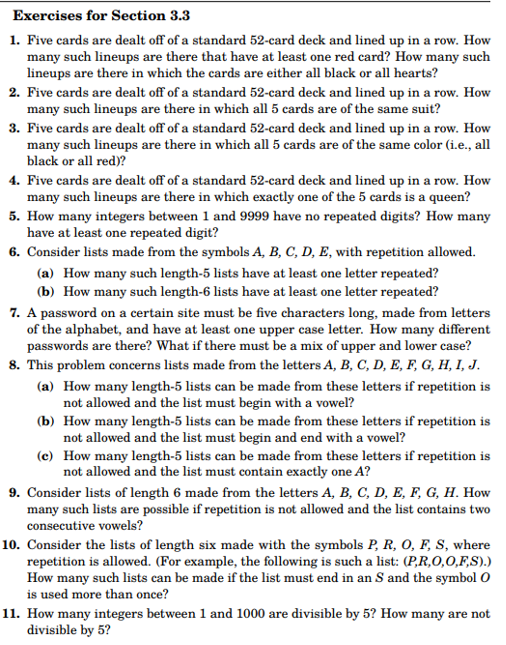 Exercises for Section 3.3
1. Five cards are dealt off of a standard 52-card deck and lined up in a row. How
many such lineups are there that have at least one red card? How many such
lineups are there in which the cards are either all black or all hearts?
2. Five cards are dealt off of a standard 52-card deck and lined up in a row. How
many such lineups are there in which all 5 cards are of the same suit?
3. Five cards are dealt off of a standard 52-card deck and lined up in a row. How
many such lineups are there in which all 5 cards are of the same color (i.e., all
black or all red)?
4. Five cards are dealt off of a standard 52-card deck and lined up in a row. How
many such lineups are there in which exactly one of the 5 cards is a queen?
5. How many integers between 1 and 9999 have no repeated digits? How many
have at least one repeated digit?
6. Consider lists made from the symbols A, B, C, D, E, with repetition allowed.
(a) How many such length-5 lists have at least one letter repeated?
(b) How many such length-6 lists have at least one letter repeated?
7. A password on a certain site must be five characters long, made from letters
of the alphabet, and have at least one upper case letter. How many different
passwords are there? What if there must be a mix of upper and lower case?
8. This problem concerns lists made from the letters A, B, C, D, E, F, G, H, I, J.
(a) How many length-5 lists can be made from these letters if repetition is
not allowed and the list must begin with a vowel?
(b) How many length-5 lists can be made from these letters if repetition is
not allowed and the list must begin and end with a vowel?
(c) How many length-5 lists can be made from these letters if repetition is
not allowed and the list must contain exactly one A?
9. Consider lists of length 6 made from the letters A, B, C, D, E, F, G, H. How
many such lists are possible if repetition is not allowed and the list contains two
consecutive vowels?
10. Consider the lists of length six made with the symbols P, R, O, F, S, where
repetition is allowed. (For example, the following is such a list: (P,R,O,O,F,S).)
How many such lists can be made if the list must end in an S and the symbol O
is used more than once?
11. How many integers between 1 and 1000 are divisible by 5? How many are not
divisible by 5?